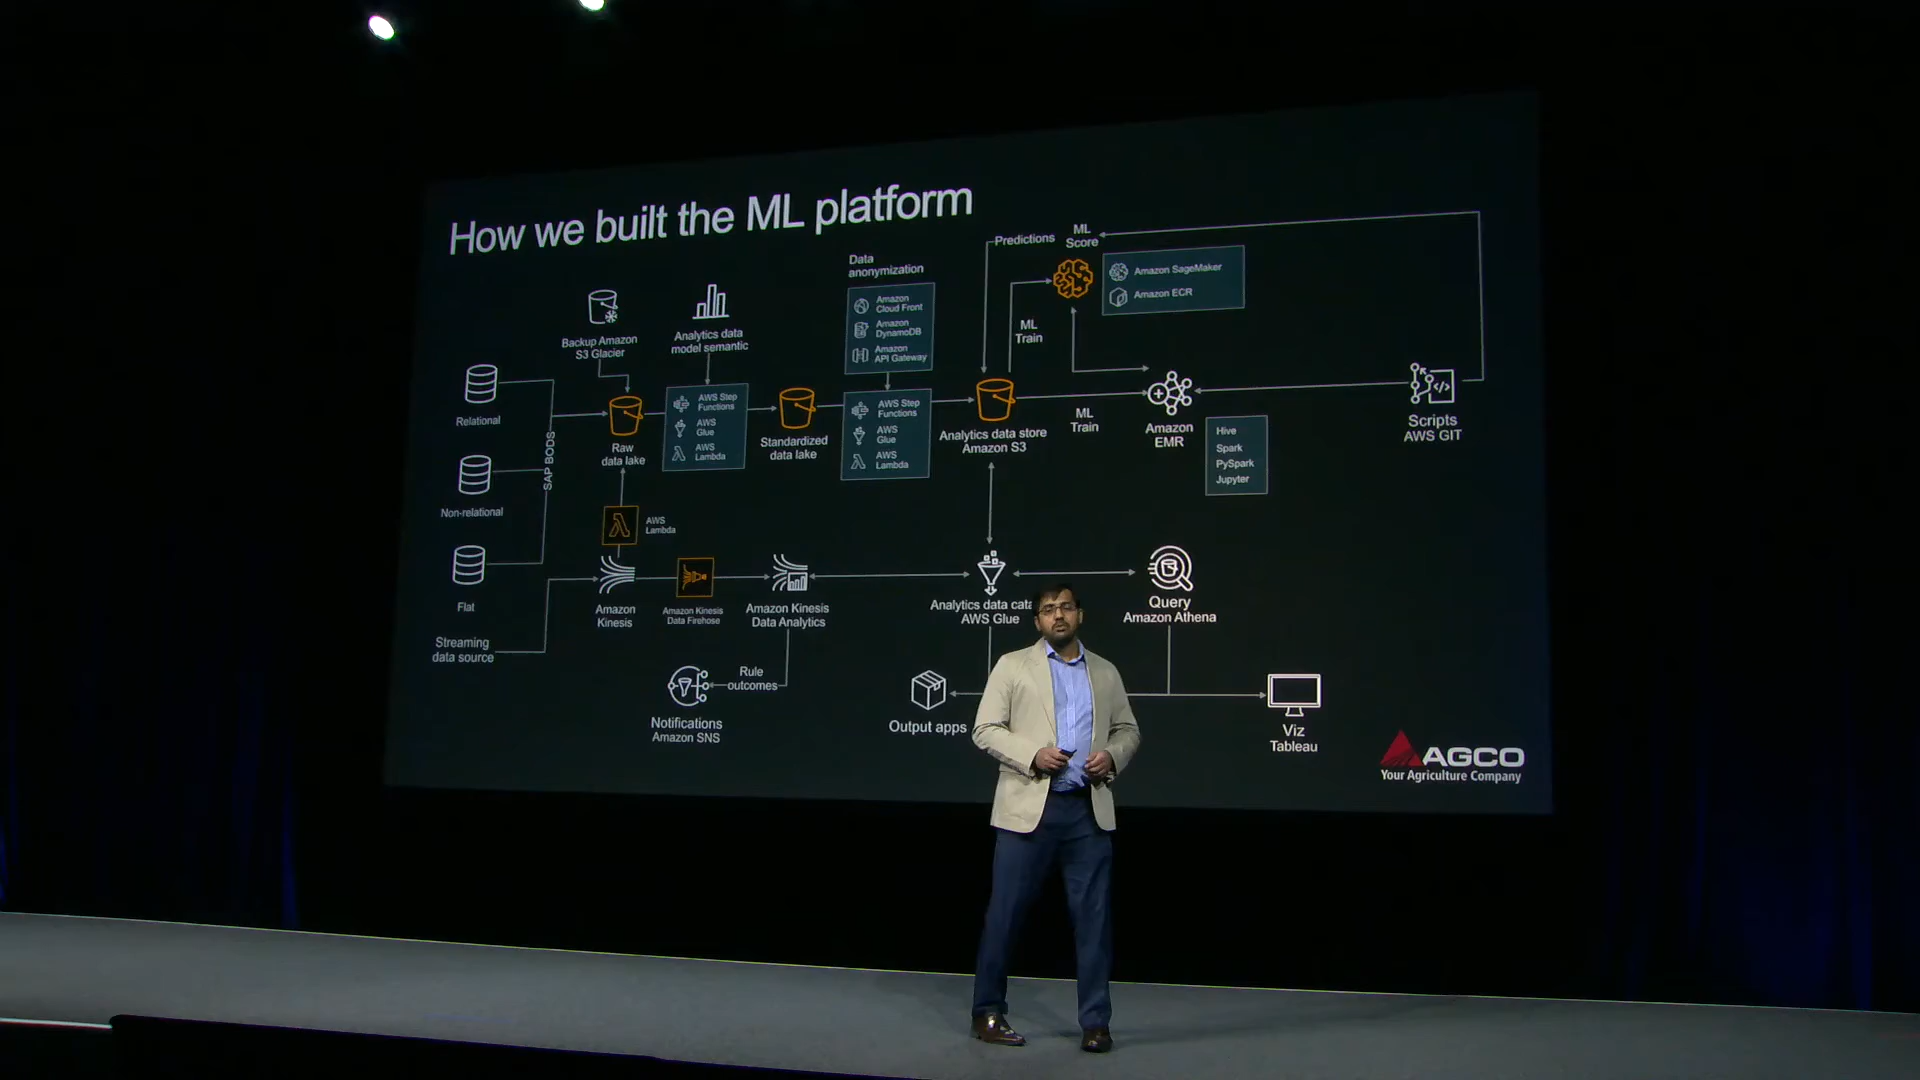 How we built the ML platform
Predictions
ML
Score
Amazon SageMaker
Amazon ECR
Data
anonymization
Amazon
Cloud Front
Amazon
DynamoDB
Amazon
API Gateway
Backup Amazon
S3 Glacier
Analytics data
model semantic
ML
Train
Relational
Non-relational
Flat
Streaming
data source
SAP BODS
Raw
data lake
AWS Step
Functions
AWS
Glue
AWS
Lambda
Standardized
data lake
AWS Step
Functions
AWS
Glue
AWS
Lambda
Analytics data store
Amazon S3
ML
Train
Amazon
EMR
Hive
Spark
PySpark
Jupyter
Scripts
AWS GIT
AWS
Lambda
Amazon
Kinesis
Amazon Kinesis
Data Firehose
Amazon Kinesis
Data Analytics
Analytics data cata
AWS Glue
Query
Amazon Athena
Rule
outcomes
Notifications
Amazon SNS
Output apps
Viz
Tableau
AGCO
Your Agriculture Company